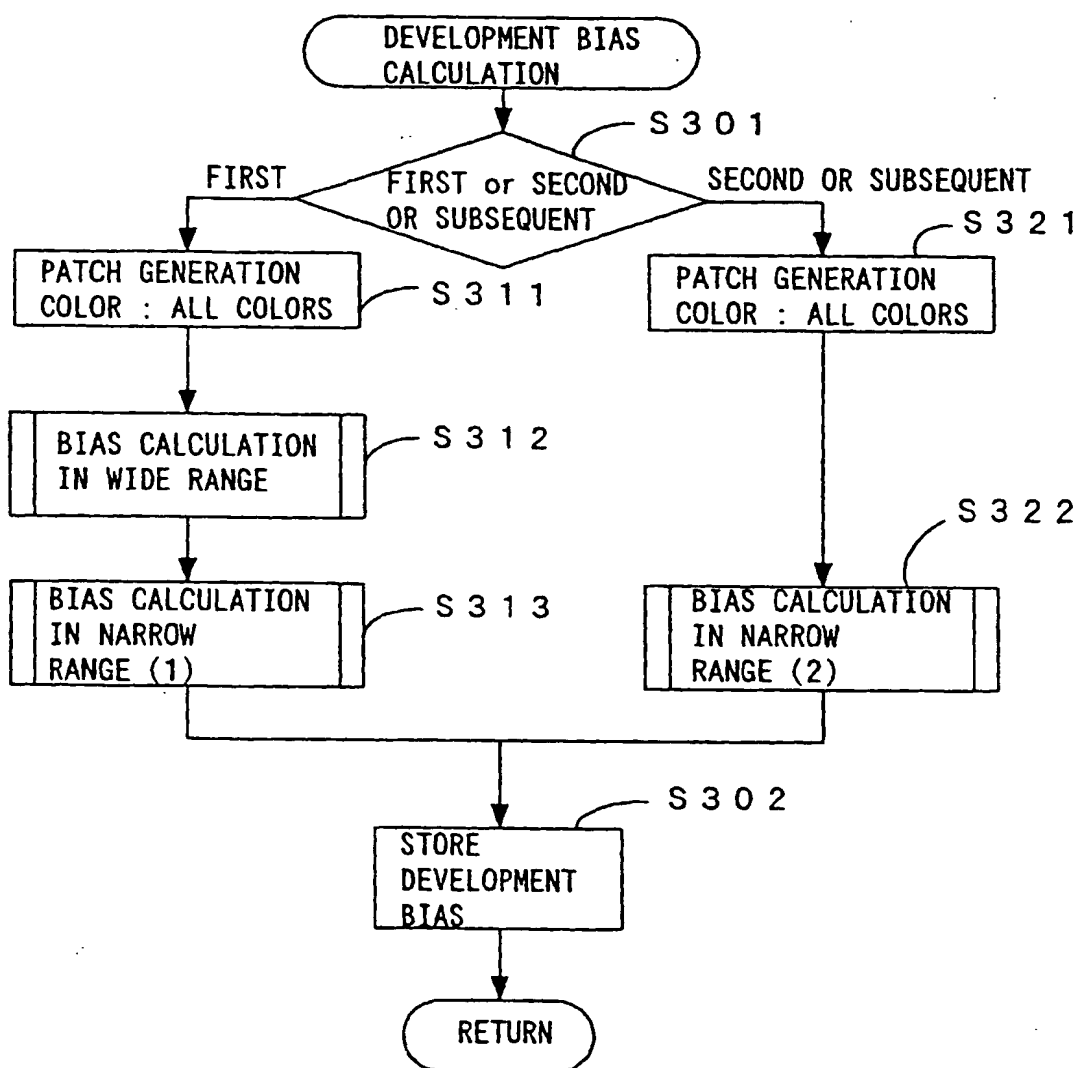 DEVELOPMENT BIAS
CALCULATION
S301
FIRST
FIRST or SECOND
OR SUBSEQUENT
SECOND OR SUBSEQUENT
S321
PATCH GENERATION
COLOR : ALL COLORS
S311
PATCH GENERATION
COLOR : ALL COLORS
BIAS CALCULATION
IN WIDE RANGE
S312
S322
BIAS CALCULATION
IN NARROW
RANGE (1)
S313
BIAS CALCULATION
IN NARROW
RANGE (2)
S302
STORE
DEVELOPMENT
BIAS
RETURN